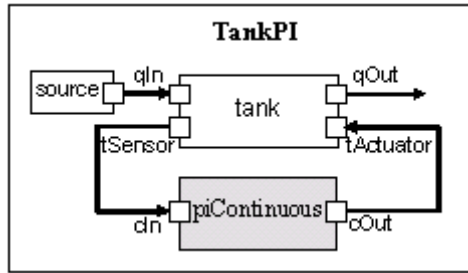 TankPI
qIn
qOut
source
tank
tSensor
tActuator
piContinuous
cIn
cOut